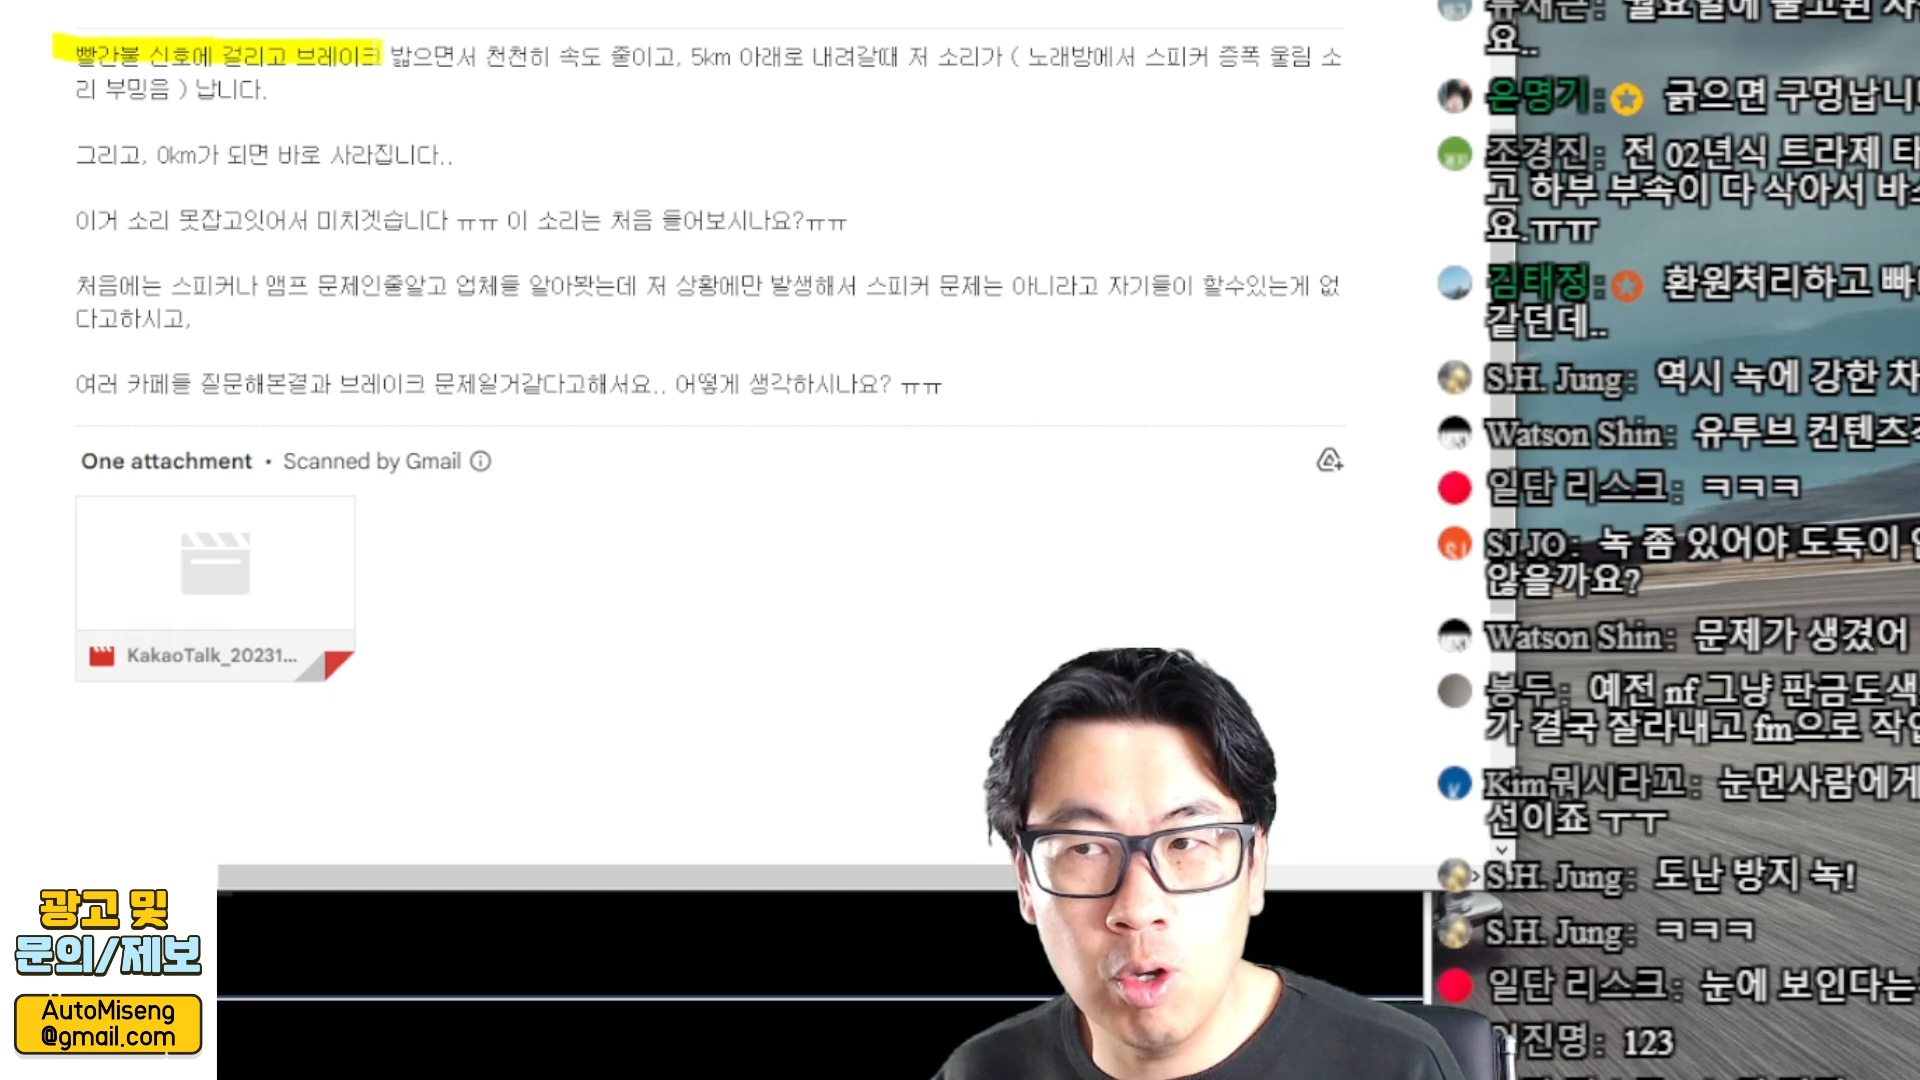 빨간불 신호에 걸리고 브레이크 밟으면서 천천히 속도 줄이고, 5km 아래로 내려갈때 저 소리가 ( 노래방에서 스피커 증폭 울림 소
리 부밍음 ) 납니다.
그리고, 0km가 되면 바로 사라집니다..
이거 소리 못잡고잇어서 미치겟습니다 ㅠㅠ 이 소리는 처음 들어보시나요?ㅠㅠ
처음에는 스피커나 앰프 문제인줄알고 업체들 알아봣는데 저 상황에만 발생해서 스피커 문제는 아니라고 자기들이 할수있는게 없
다고하시고,
여러 카페들 질문해본결과 브레이크 문제일거같다고해서요.. 어떻게 생각하시나요? ㅠㅠ
One attachment • Scanned by Gmail
KakaoTalk_20231...
광고 및
문의/제보
AutoMiseng
@gmail.com
월요일에 출고된
요..
은명기: 긁으면 구멍납니
조경진: 전 02년식 트라제 타
고 하부 부속이 다 삭아서
요.ㅠㅠ
김태정: 환원처리하고
같던데..
S.H. Jung: 역시 녹에 강한 차
Watson Shin: 유투브 컨텐츠
일단 리스크: ㅋㅋㅋ
SJ JO: 녹 좀 있어야 도둑이
않을까요?
Watson Shin: 문제가 생겼어
봉두: 예전 nf 그냥 판금도색
가 결국 잘라내고 fm으로
Kim뭐시라꼬: 눈먼사람에게
선이죠 ㅜㅜ
S.H. Jung: 도난 방지 녹!
S.H. Jung: ㅋㅋㅋ
일단 리스크: 눈에 보인다는
진명: 123